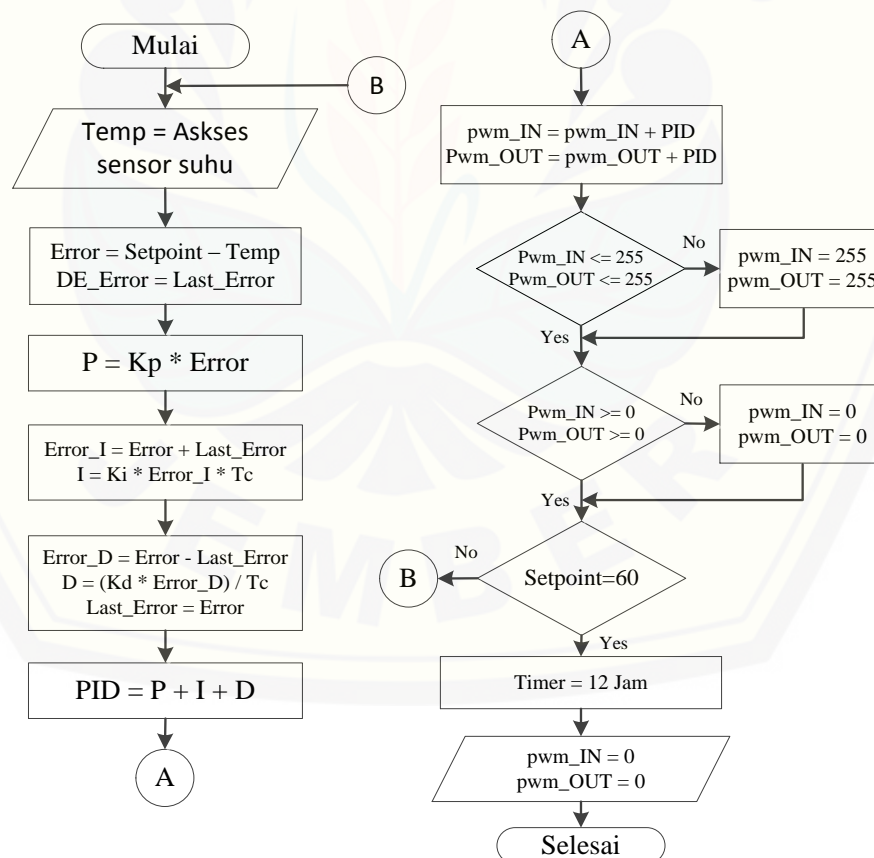 Mulai
B
Temp = Askses
sensor suhu
Error = Setpoint – Temp
DE_Error = Last_Error
P = Kp * Error
Error_I = Error + Last_Error
I = Ki * Error_I * Tc
Error_D = Error - Last_Error
D = (Kd * Error_D) / Tc
Last_Error = Error
PID = P + I + D
A
A
pwm_IN = pwm_IN + PID
Pwm_OUT = pwm_OUT + PID
Pwm_IN <= 255
Pwm_OUT <= 255
No
pwm_IN = 255
pwm_OUT = 255
Yes
Pwm_IN >= 0
Pwm_OUT >= 0
No
pwm_IN = 0
pwm_OUT = 0
Yes
Setpoint=60
No
B
Yes
Timer = 12 Jam
pwm_IN = 0
pwm_OUT = 0
Selesai
EMBER